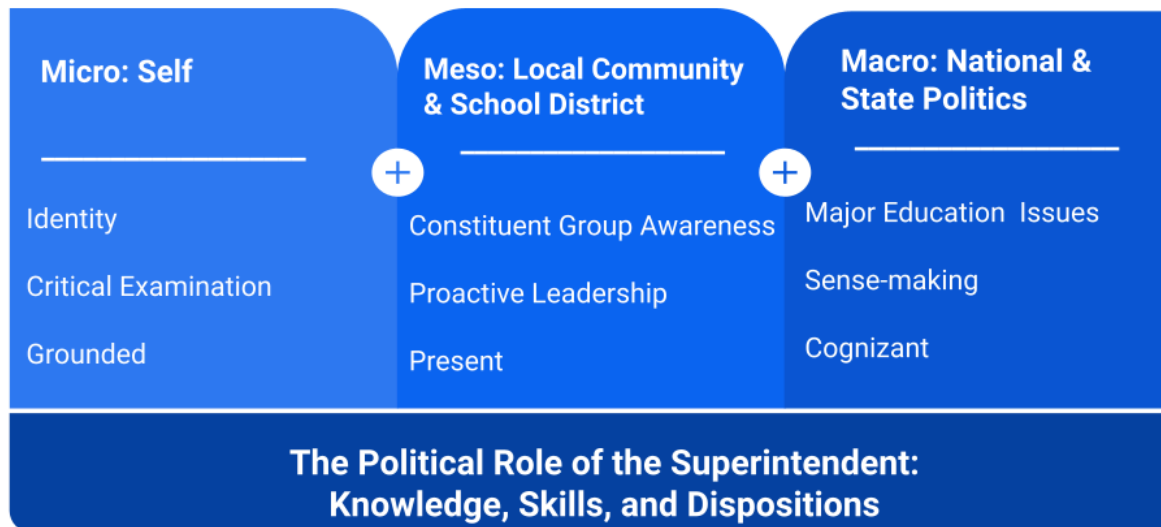 Micro: Self
Identity
Critical Examination
Grounded
+
Meso: Local Community
& School District
Constituent Group Awareness
Proactive Leadership
Present
+
Macro: National &
State Politics
Major Education Issues
Sense-making
Cognizant
The Political Role of the Superintendent:
Knowledge, Skills, and Dispositions